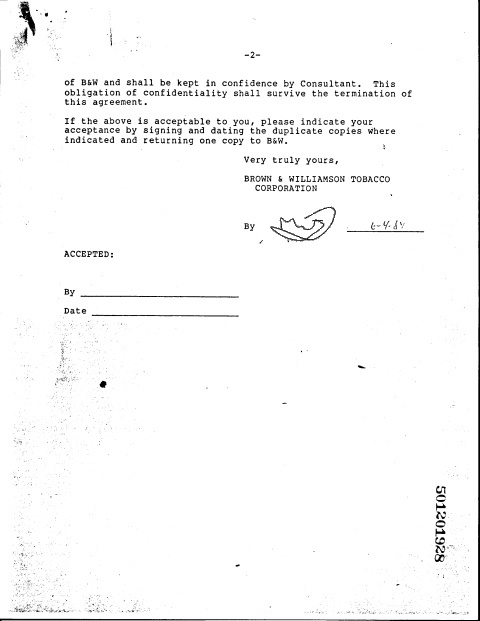 -2-
of B&W and shall be kept in confidence by Consultant. This
obligation of confidentiality shall survive the termination of
this agreement.
If the above is acceptable to you, please indicate your
acceptance by signing and dating the duplicate copies where
indicated and returning one copy to B&W.
Very truly yours,
BROWN & WILLIAMSON TOBACCO
CORPORATION
By 6-4-84
ACCEPTED:
By
Date
501201928